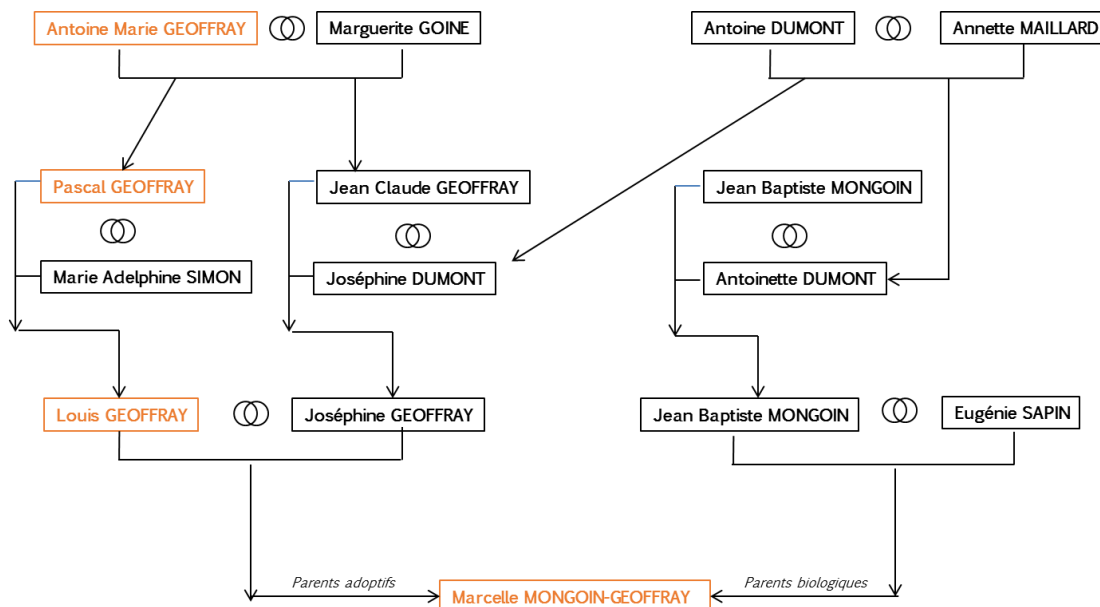 Antoine Marie GEOFFRAY
Marguerite GOINE
Antoine DUMONT
Annette MAILLARD
Pascal GEOFFRAY
Jean Claude GEOFFRAY
Jean Baptiste MONGOIN
Marie Adelphine SIMON
Joséphine DUMONT
Antoinette DUMONT
Louis GEOFFRAY
Joséphine GEOFFRAY
Jean Baptiste MONGOIN
Eugénie SAPIN
Parents adoptifs
Marcelle MONGOIN-GEOFFRAY
Parents biologiques